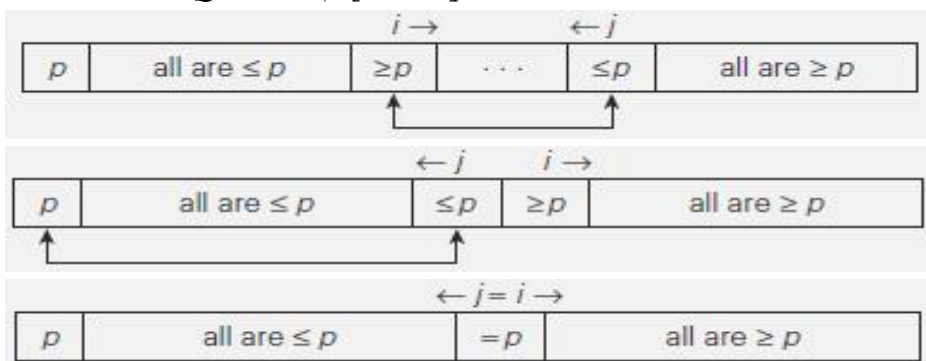 i → ← j
p all are ≤ p ≥p · · · ≤p all are ≥ p
← j i →
p all are ≤ p ≤p ≥p all are ≥ p
← j = i →
p all are ≤ p = p all are ≥ p